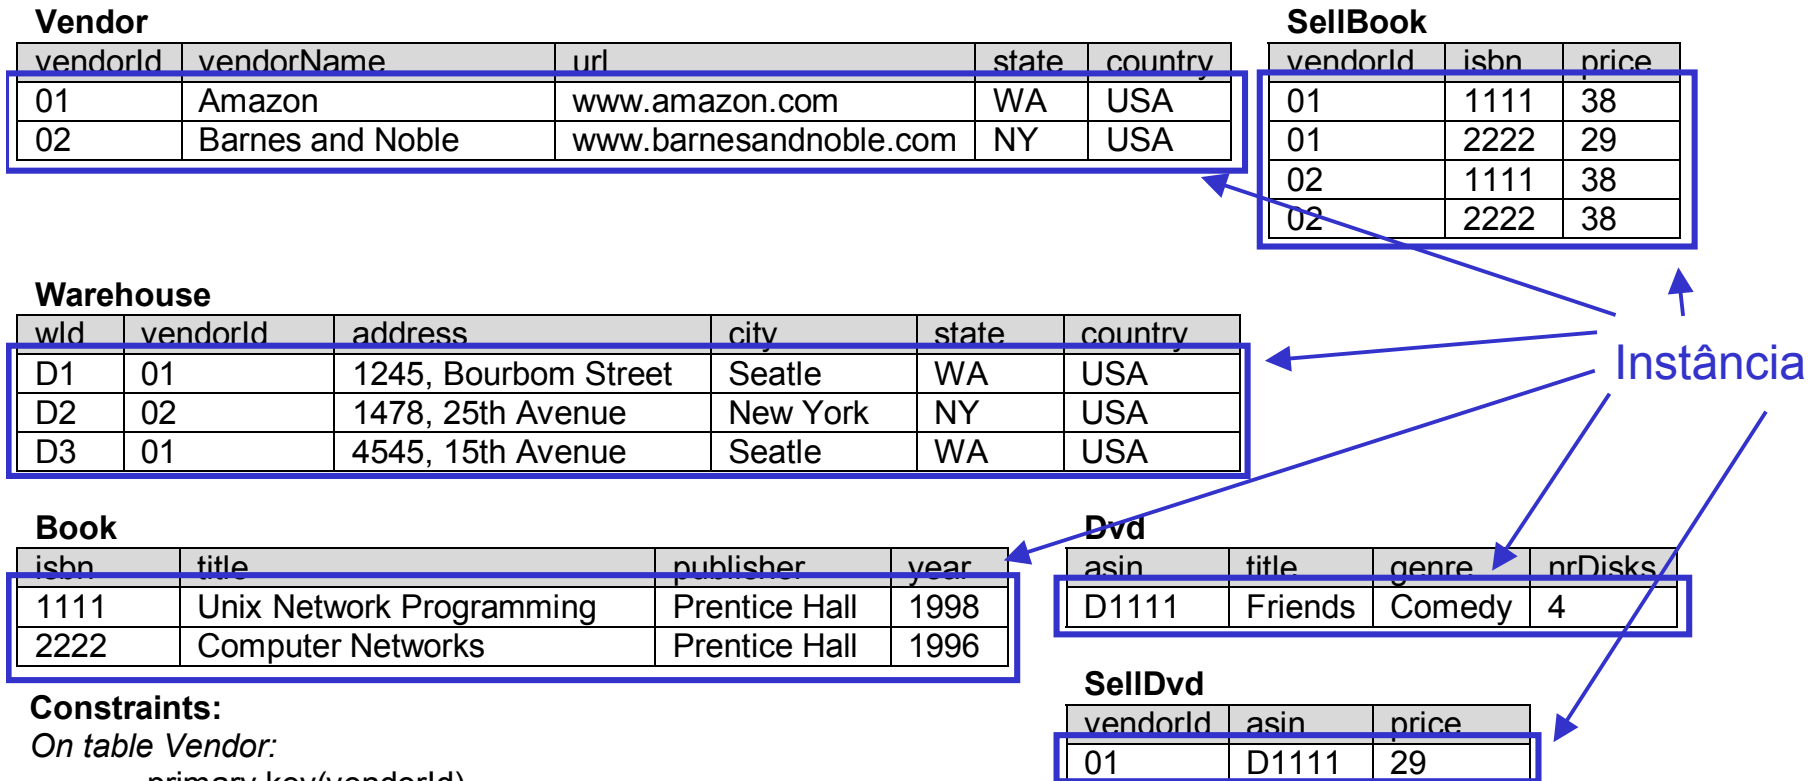 Vendor
vendorId vendorName url state country
01 Amazon www.amazon.com WA USA
02 Barnes and Noble www.barnesandnoble.com NY USA
SellBook
vendorId isbn price
01 1111 38
01 2222 29
02 1111 38
02 2222 38
Warehouse
wId vendorId address city state country
D1 01 1245, Bourbom Street Seatle WA USA
D2 02 1478, 25th Avenue New York NY USA
D3 01 4545, 15th Avenue Seatle WA USA
Instância
Book
isbn title publisher year
1111 Unix Network Programming Prentice Hall 1998
2222 Computer Networks Prentice Hall 1996
Dvd
asin title genre nrDisks
D1111 Friends Comedy 4
SellDvd
vendorId asin price
01 D1111 29
Constraints:
On table Vendor:
primary key(vendorId)